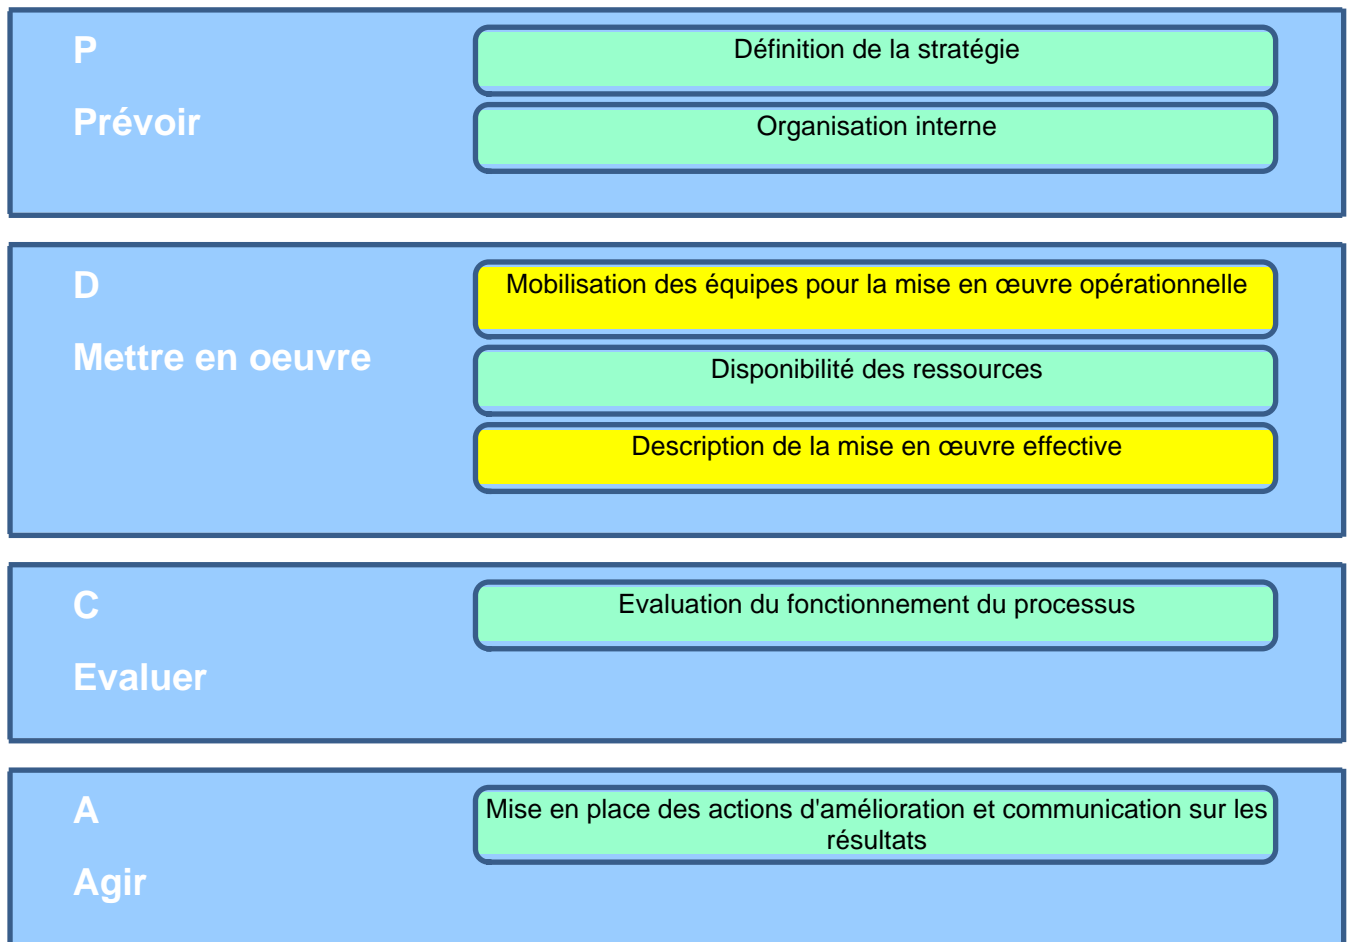 P
Définition de la stratégie
Prévoir
Organisation interne
D
Mobilisation des équipes pour la mise en œuvre opérationnelle
Mettre en oeuvre
Disponibilité des ressources
Description de la mise en œuvre effective
C
Evaluation du fonctionnement du processus
Evaluer
A
Mise en place des actions d'amélioration et communication sur les
résultats
Agir